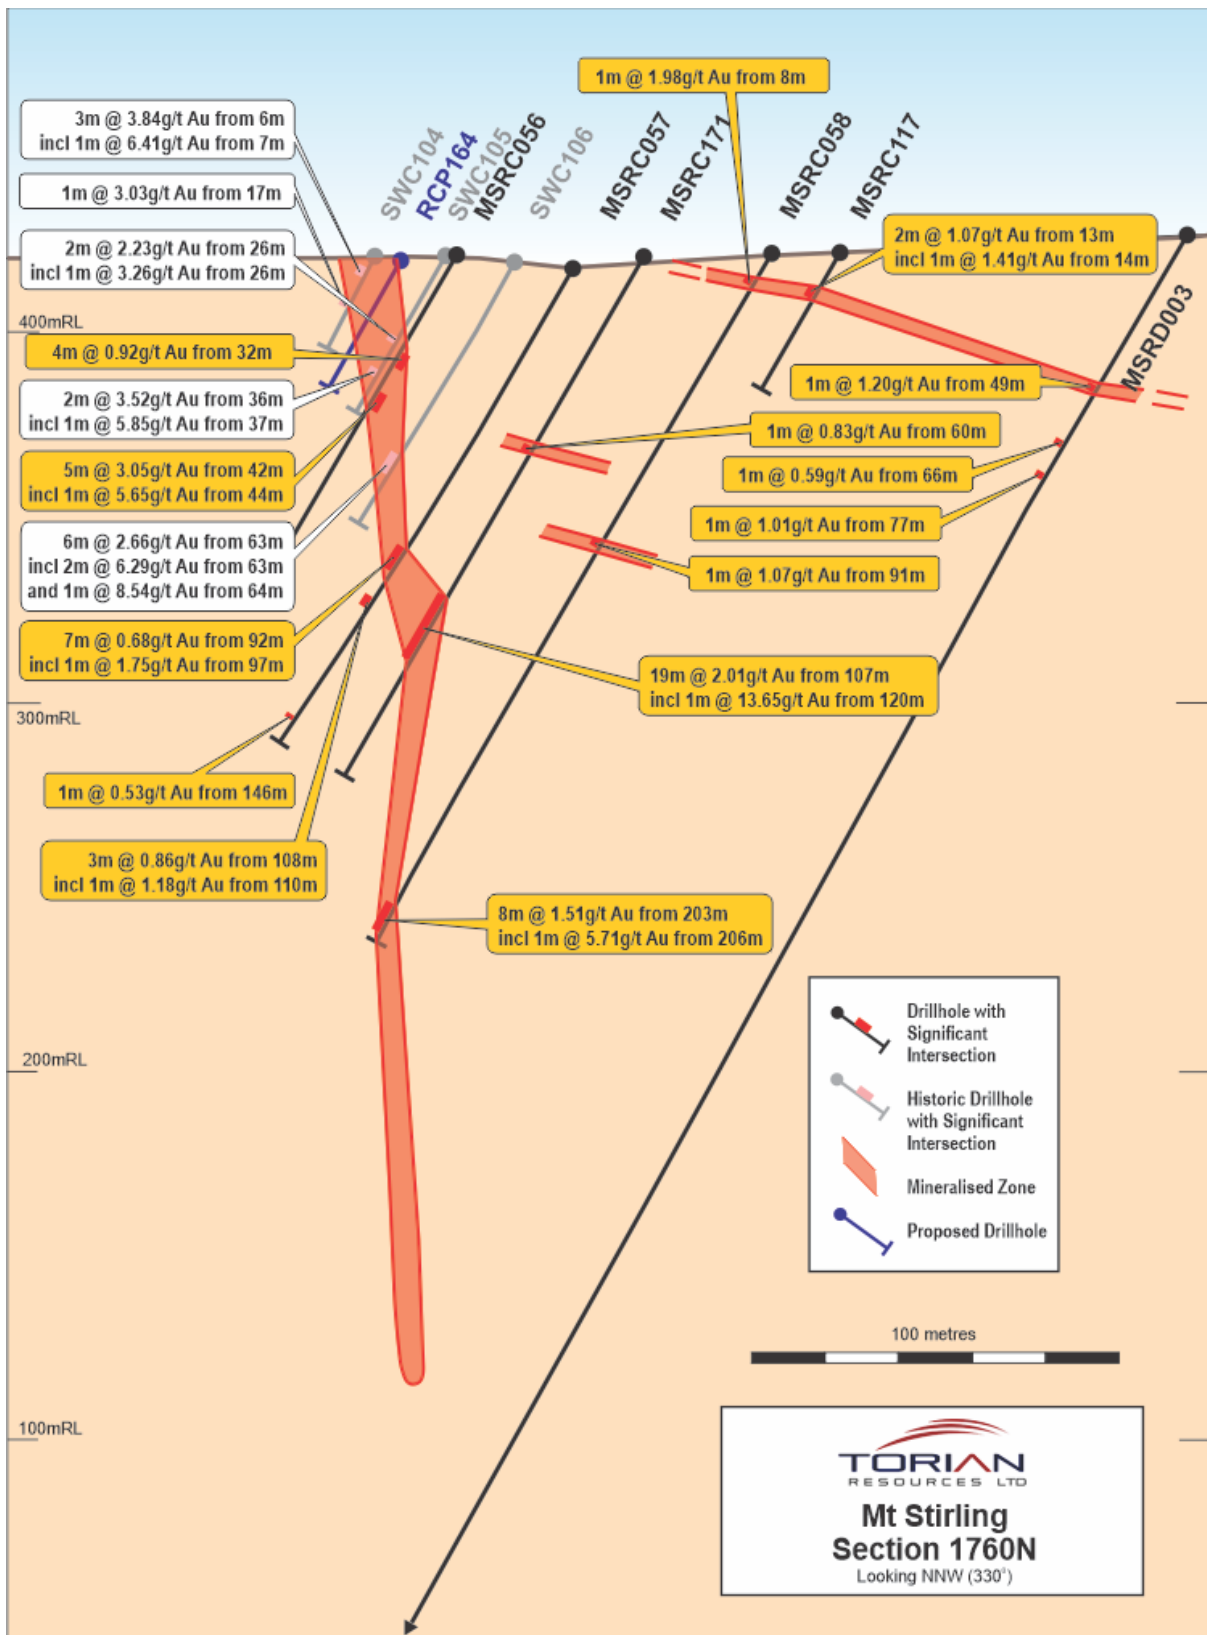 1m @ 1.98g/t Au from 8m
3m @ 3.84g/t Au from 6m
incl 1m @ 6.41g/t Au from 7m
1m @ 3.03g/t Au from 17m
2m @ 2.23g/t Au from 26m
incl 1m @ 3.26g/t Au from 26m
SWC104
RCP164
SWC105
MSRC056
SWC106
MSRC057
MSRC171
MSRC058
MSRC117
2m @ 1.07g/t Au from 13m
incl 1m @ 1.41g/t Au from 14m
MSRD003
400mRL
4m @ 0.92g/t Au from 32m
2m @ 3.52g/t Au from 36m
incl 1m @ 5.85g/t Au from 37m
1m @ 1.20g/t Au from 49m
1m @ 0.83g/t Au from 60m
5m @ 3.05g/t Au from 42m
incl 1m @ 5.65g/t Au from 44m
1m @ 0.59g/t Au from 66m
1m @ 1.01g/t Au from 77m
6m @ 2.66g/t Au from 63m
incl 2m @ 6.29g/t Au from 63m
and 1m @ 8.54g/t Au from 64m
1m @ 1.07g/t Au from 91m
7m @ 0.68g/t Au from 92m
incl 1m @ 1.75g/t Au from 97m
19m @ 2.01g/t Au from 107m
incl 1m @ 13.65g/t Au from 120m
300mRL
1m @ 0.53g/t Au from 146m
3m @ 0.86g/t Au from 108m
incl 1m @ 1.18g/t Au from 110m
8m @ 1.51g/t Au from 203m
incl 1m @ 5.71g/t Au from 206m
Drillhole with
Significant
Intersection
Historic Drillhole
with Significant
Intersection
Mineralised Zone
Proposed Drillhole
200mRL
100 metres
100mRL
TORIAN
RESOURCES LTD
Mt Stirling
Section 1760N
Looking NNW (330°)